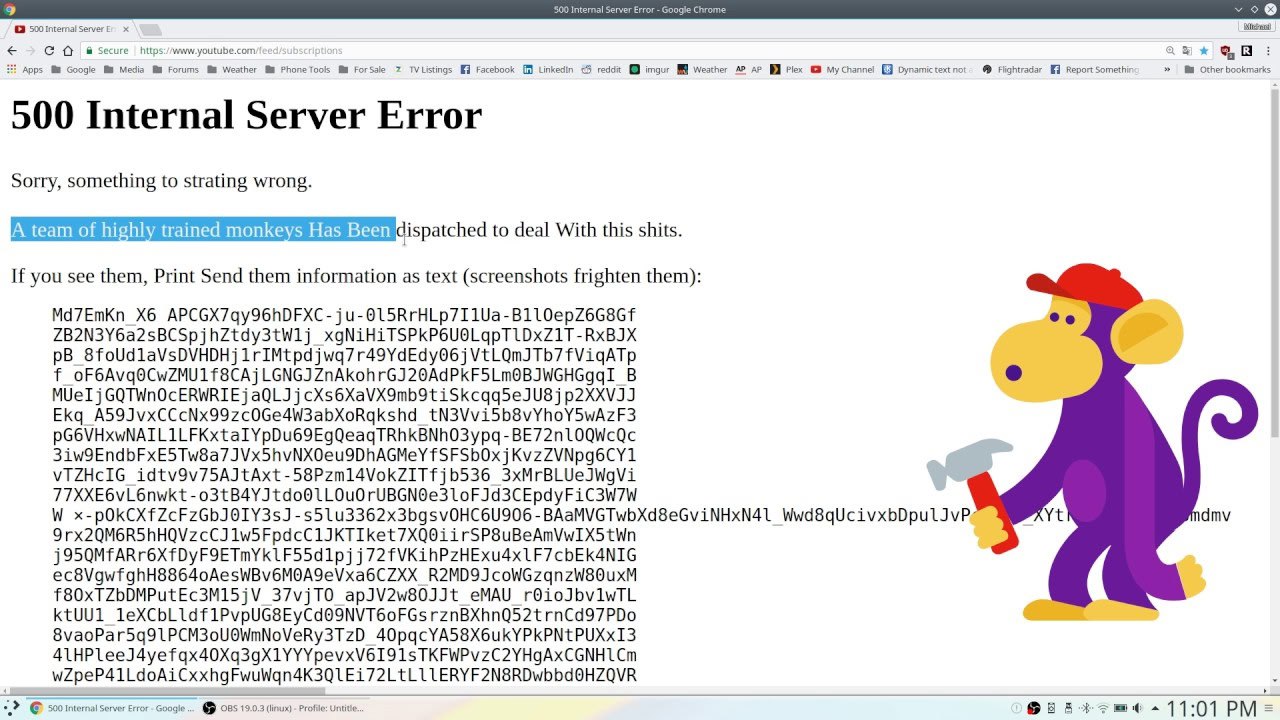 500 Internal Server Error - Google Chrome
500 Internal Server Er
Michael
Secure https://www.youtube.com/feed/subscriptions
Apps Google Media Forums Weather Phone Tools For Sale TV Listings Facebook LinkedIn reddit imgur Weather AP AP Plex My Channel Dynamic text not Flightradar Report Something » Other bookmarks
500 Internal Server Error
Sorry, something to strating wrong.
A team of highly trained monkeys Has Been dispatched to deal With this shits.
If you see them, Print Send them information as text (screenshots frighten them):
Md7EmKn_X6 APCGX7qy96hDFXC-ju-0l5RrHLp7I1Ua-B1lOepZ6G8Gf
ZB2N3Y6a2sBCSpjhZtdy3tW1j_xgNiHiTSPkP6U0LqpTlDxZ1T-RxBJX
pB_8foUd1aVsDVHDHj1rIMtpdjwq7r49YdEdy06jVtLQmJTb7fViqATp
f_oF6Avq0CwZMU1f8CAjLGNGJZnAkohrGJ20AdPkF5Lm0BJWGHGgqI_B
MUeIjGQTWnOcERWRIEjaQLJjcXs6XaVX9mb9tiSkcqq5eJU8jp2XXVJJ
Ekq_A59JvxCCcNx99zcOGe4W3abXoRqkshd_tN3Vvi5b8vYhoY5wAzF3
pG6VHxwNAIL1LFKxtaIYpDu69EgQeaqTRhkBNhO3ypq-BE72nlOQWcQc
3iw9EndbFxE5Tw8a7JVx5hvNXOeu9DhAGMeYfSFSbOxjKvzZVNpg6CY1
vTZHcIG_idtv9v75AJtAxt-58Pzm14VokZITfjb536_3xMrBLUeJWgVi
77XXE6vL6nwkt-o3tB4YJtdo0lLOuOrUBGN0e3loFJd3CEpdyFiC3W7W
W ×-pOkCXfZcFzGbJ0IY3sJ-s5lu3362x3bgsvOHC6U9O6-BAaMVGTwbXd8eGviNHxN4l_Wwd8qUcivxbDpulJvP
9rx2QM6R5hHQVzcCJ1w5FpdcC1JKTIket7XQ0iirSP8uBeAmVwIX5tWn
j95QMfARr6XfDyF9ETmYklF55d1pjj72fVKihPzHExu4xlF7cbEk4NIG
ec8VgwfghH8864oAesWBv6M0A9eVxa6CZXX_R2MD9JcoWGzqnzW80uxM
f8OxTZbDMPutEc3M15jV_37vjTO_apJV2w8OJJt_eMAU_r0ioJbv1wTL
ktUU1_1eXCbLldf1PvpUG8EyCd09NVT6oFGsrznBXhnQ52trnCd97PDo
8vaoPar5q9lPCM3oU0WmNoVeRy3TzD_4OpqcYA58X6ukYPkPNtPUXxI3
4lHPleeJ4yefqx4OXq3gX1YYYpevxV6I91sTKFWPvzC2YHgAxCGNHlCm
wZpeP41LdoAiCxxhgFwuWqn4K3QlEi72LtLllERYF2N8RDwbbd0HZQVR
500 Internal Server Error - Google ... OBS 19.0.3 (linux) - Profile: Untitle... 11:01 PM